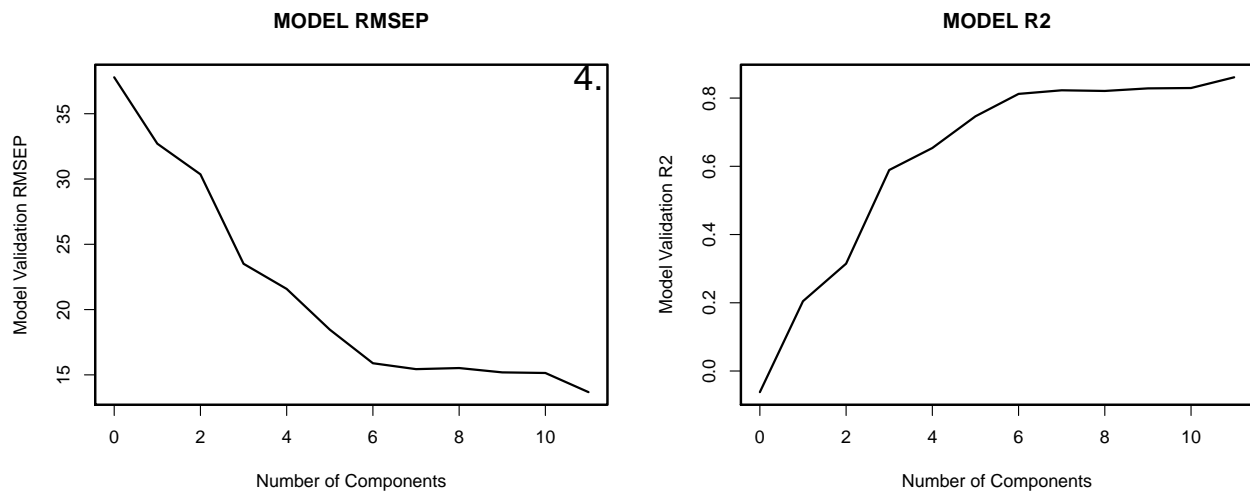 MODEL RMSEP
4.
35
30
25
20
15
Model Validation RMSEP
0 2 4 6 8 10
Number of Components
MODEL R2
0.8
0.6
0.4
0.2
0.0
Model Validation R2
0 2 4 6 8 10
Number of Components